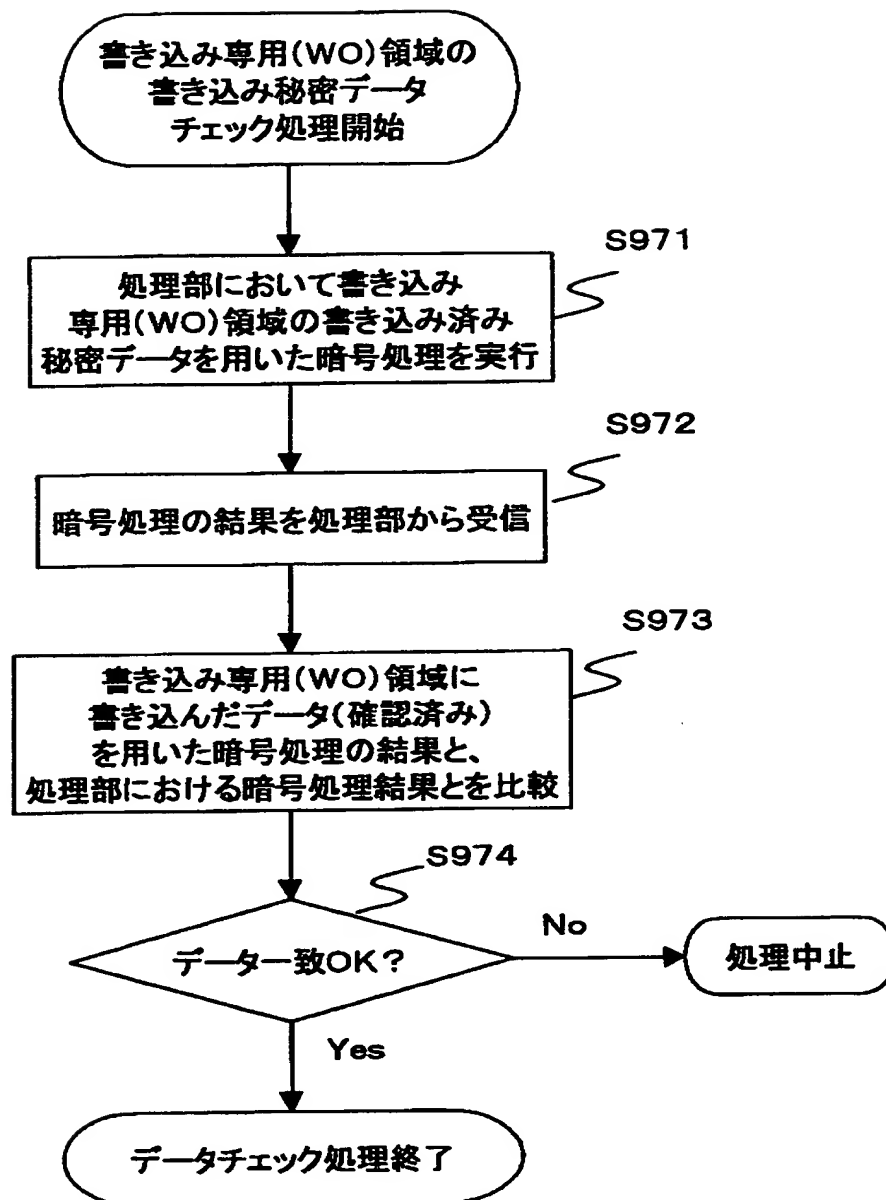 書き込み専用(WO)領域の
書き込み秘密データ
チェック処理開始
S971
処理部において書き込み
専用(WO)領域の書き込み済み
秘密データを用いた暗号処理を実行
S972
暗号処理の結果を処理部から受信
S973
書き込み専用(WO)領域に
書き込んだデータ(確認済み)
を用いた暗号処理の結果と、
処理部における暗号処理結果とを比較
S974
データ一致OK?
No
処理中止
Yes
データチェック処理終了